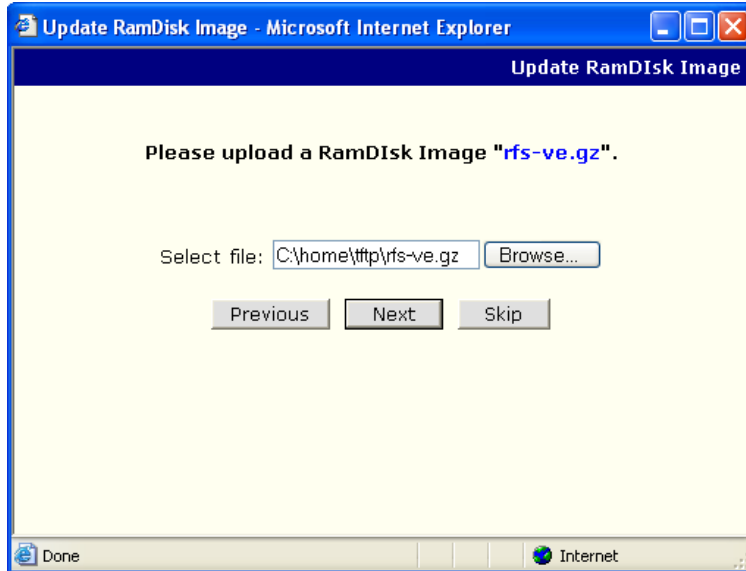 Update RamDisk Image - Microsoft Internet Explorer
Update RamDIsk Image
Please upload a RamDIsk Image "rfs-ve.gz".
Select file: C:\home\tftp\rfs-ve.gz Browse...
Previous Next Skip
Done Internet